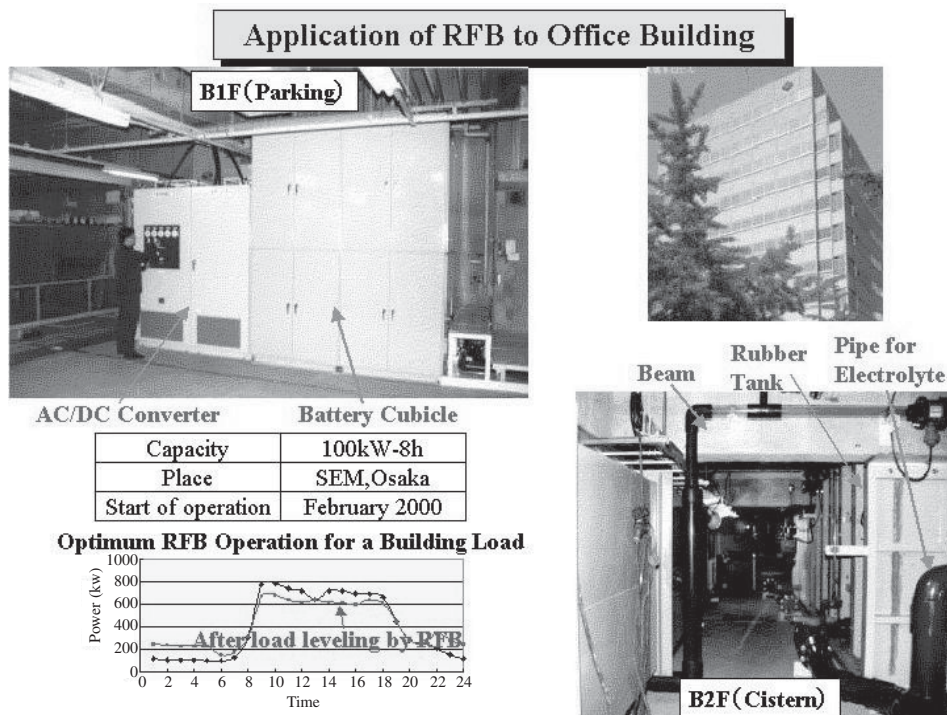 Application of RFB to Office Building
B1F(Parking)
AC/DC Converter
Battery Cubicle
Beam
Rubber
Tank
Pipe for
Electrolyte
Capacity 100kW-8h
Place SEM,Osaka
Start of operation February 2000
Optimum RFB Operation for a Building Load
Power (kw)
1000
800
600
400
200
0
After load leveling by RFB
0 2 4 6 8 10 12 14 16 18 20 22 24
Time
B2F(Cistern)